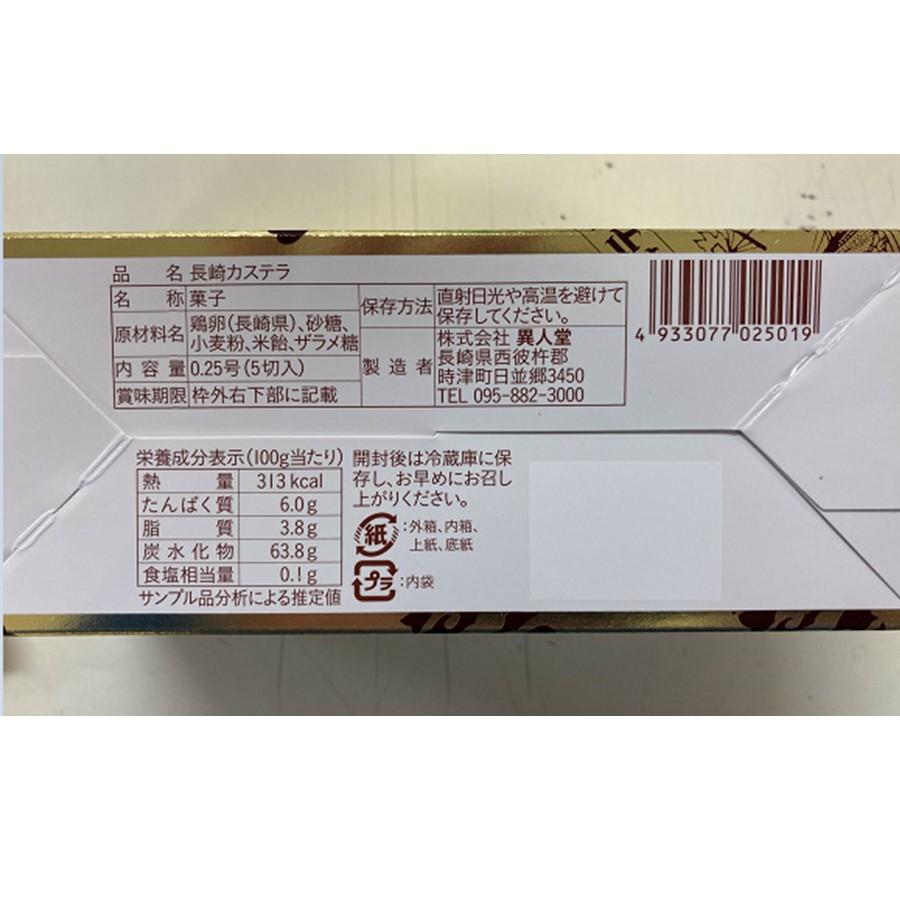 品名 長崎カステラ
名称 菓子
原材料名 鶏卵(長崎県)、砂糖、
小麦粉、米飴、ザラメ糖
内容量 0.25号(5切入)
賞味期限 枠外右下部に記載
保存方法 直射日光や高温を避けて
保存してください。
製造者 株式会社 異人堂
長崎県西彼杵郡
時津町日並郷3450
TEL 095-882-3000
4 933077 025019
栄養成分表示(100g当たり)
熱量 313kcal
たんぱく質 6.0g
脂質 3.8g
炭水化物 63.8g
食塩相当量 0.1g
サンプル品分析による推定値
開封後は冷蔵庫に保
存し、お早めにお召し
上がりください。
紙:外箱、内箱、
上紙、底紙
プラ:内袋